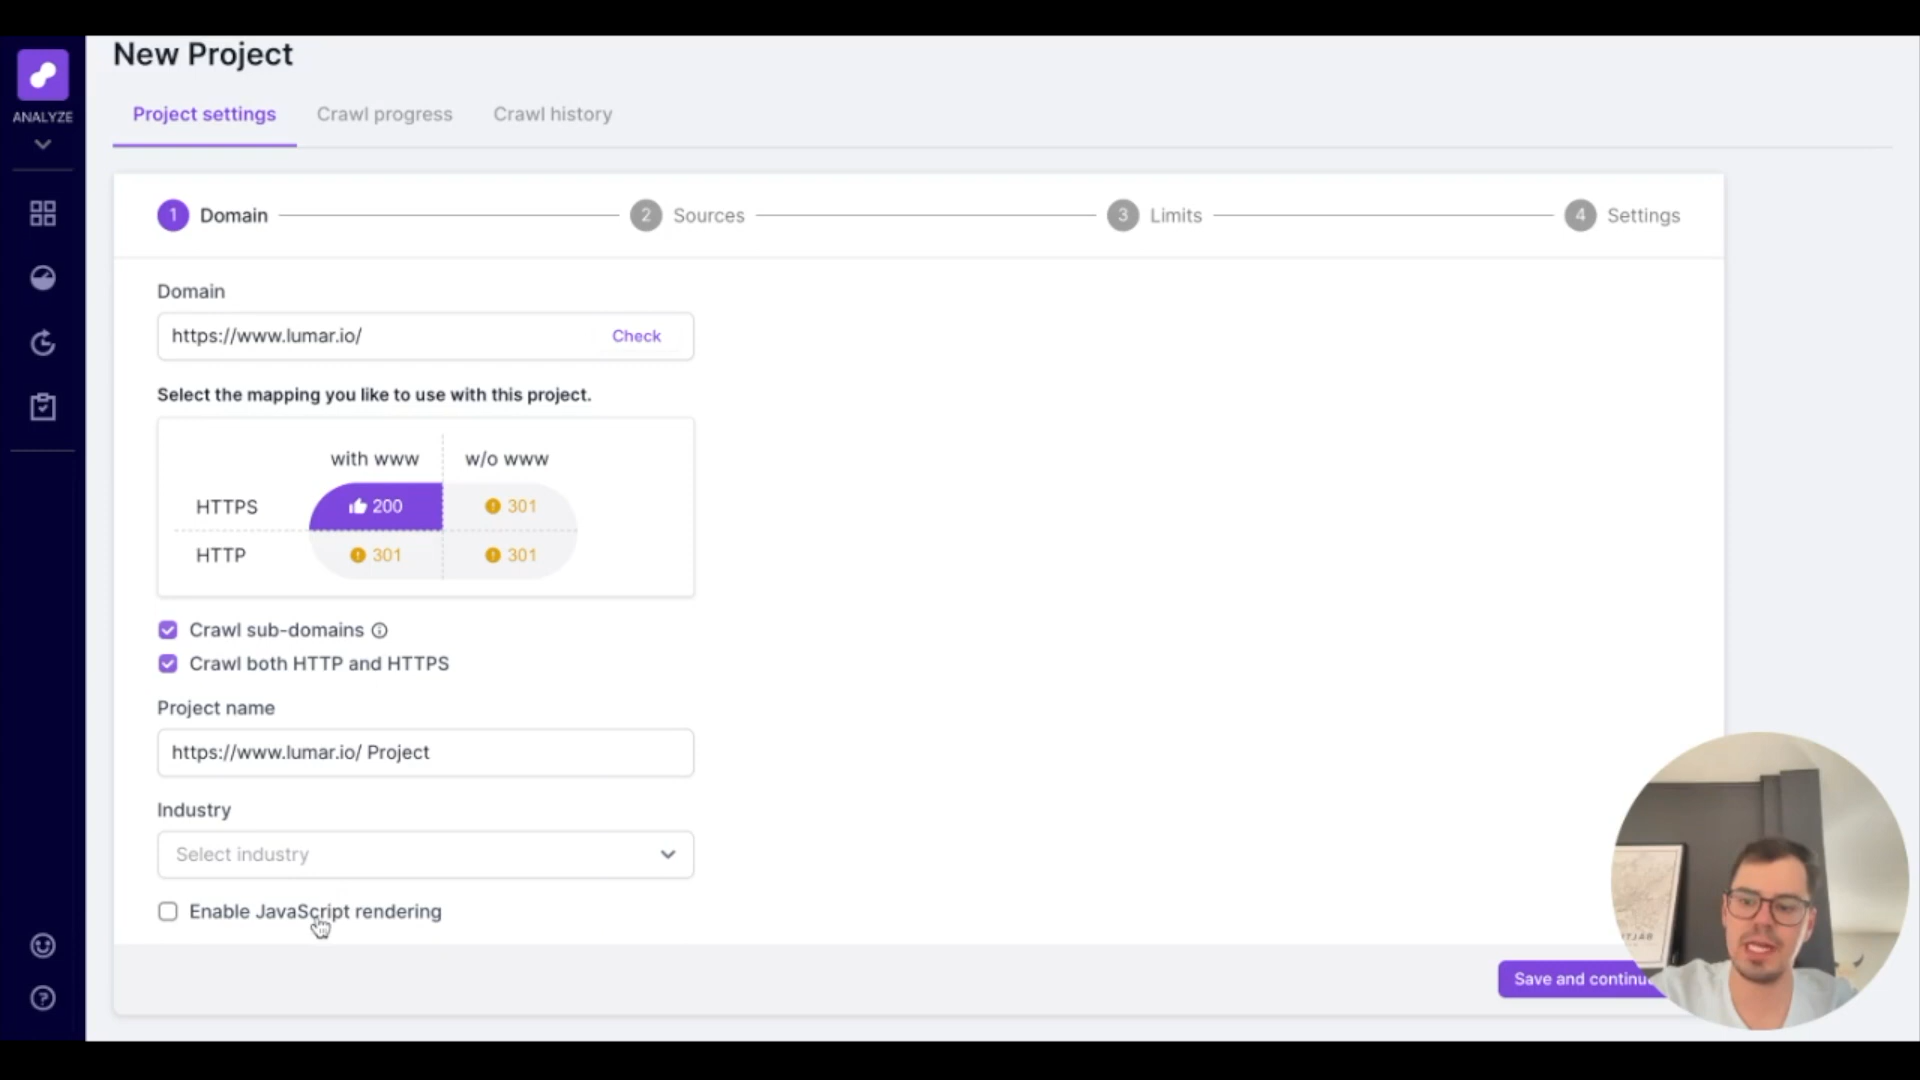 New Project
ANALYZE
Project settings Crawl progress Crawl history
1 Domain 2 Sources 3 Limits 4 Settings
Domain
https://www.lumar.io/ Check
Select the mapping you like to use with this project.
with www w/o www
HTTPS 200 301
HTTP 301 301
Crawl sub-domains
Crawl both HTTP and HTTPS
Project name
https://www.lumar.io/ Project
Industry
Select industry
Enable JavaScript rendering
Save and continu